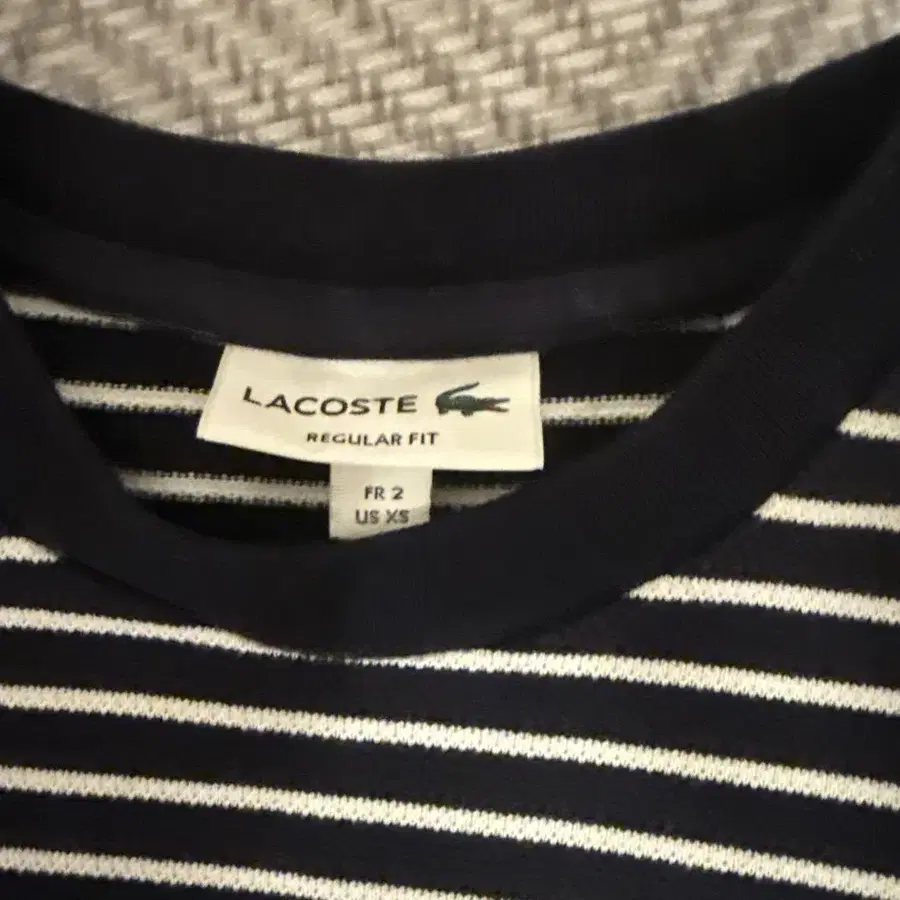 LACOSTE
REGULAR FIT
FR 2
US XS